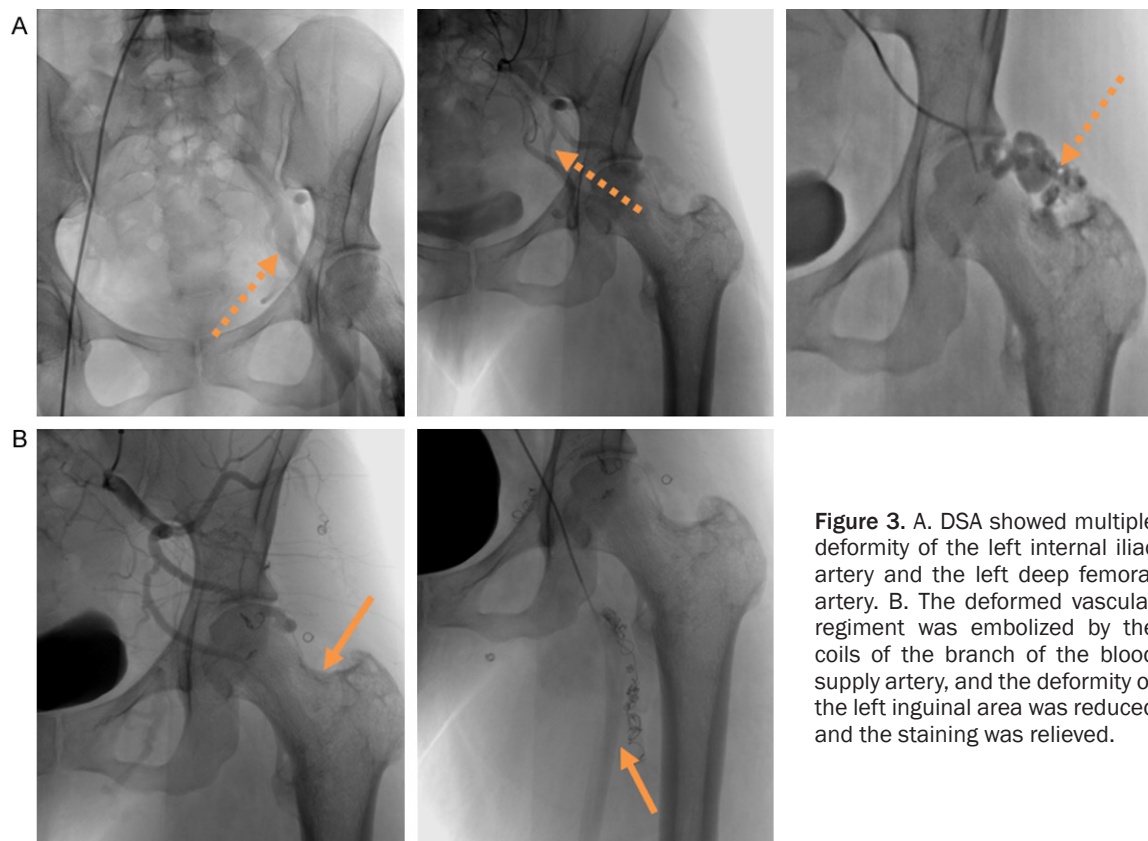 A
B
Figure 3. A. DSA showed multiple
deformity of the left internal iliac
artery and the left deep femoral
artery. B. The deformed vascular
regiment was embolized by the
coils of the branch of the blood
supply artery, and the deformity of
the left inguinal area was reduced
and the staining was relieved.